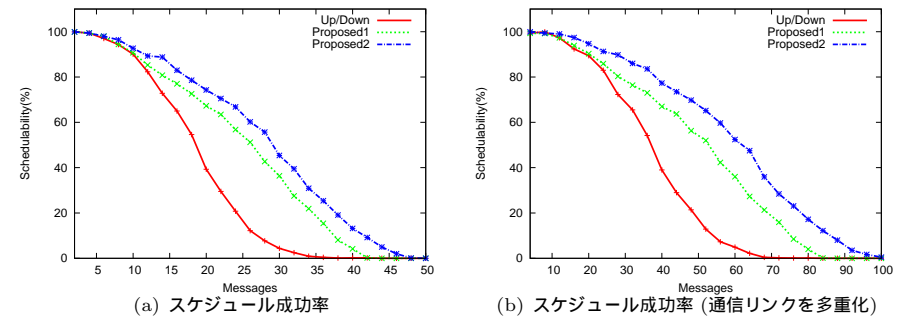 Up/Down
Proposed1
Proposed2
100
80
60
40
20
0
Schedulability(%)
5 10 15 20 25 30 35 40 45 50
Messages
(a) スケジュール成功率
Up/Down
Proposed1
Proposed2
100
80
60
40
20
0
Schedulability(%)
10 20 30 40 50 60 70 80 90 100
Messages
(b) スケジュール成功率 (通信リンクを多重化)